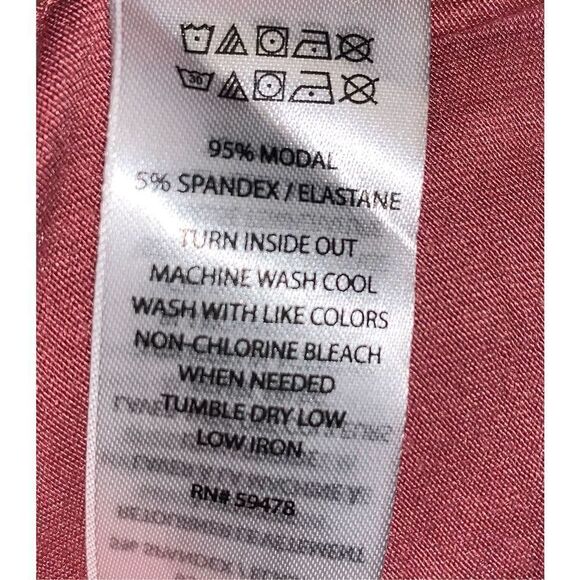 30
95% MODAL
5% SPANDEX / ELASTANE
TURN INSIDE OUT
MACHINE WASH COOL
WASH WITH LIKE COLORS
NON-CHLORINE BLEACH
WHEN NEEDED
TUMBLE DRY LOW
LOW IRON
RN# 59478